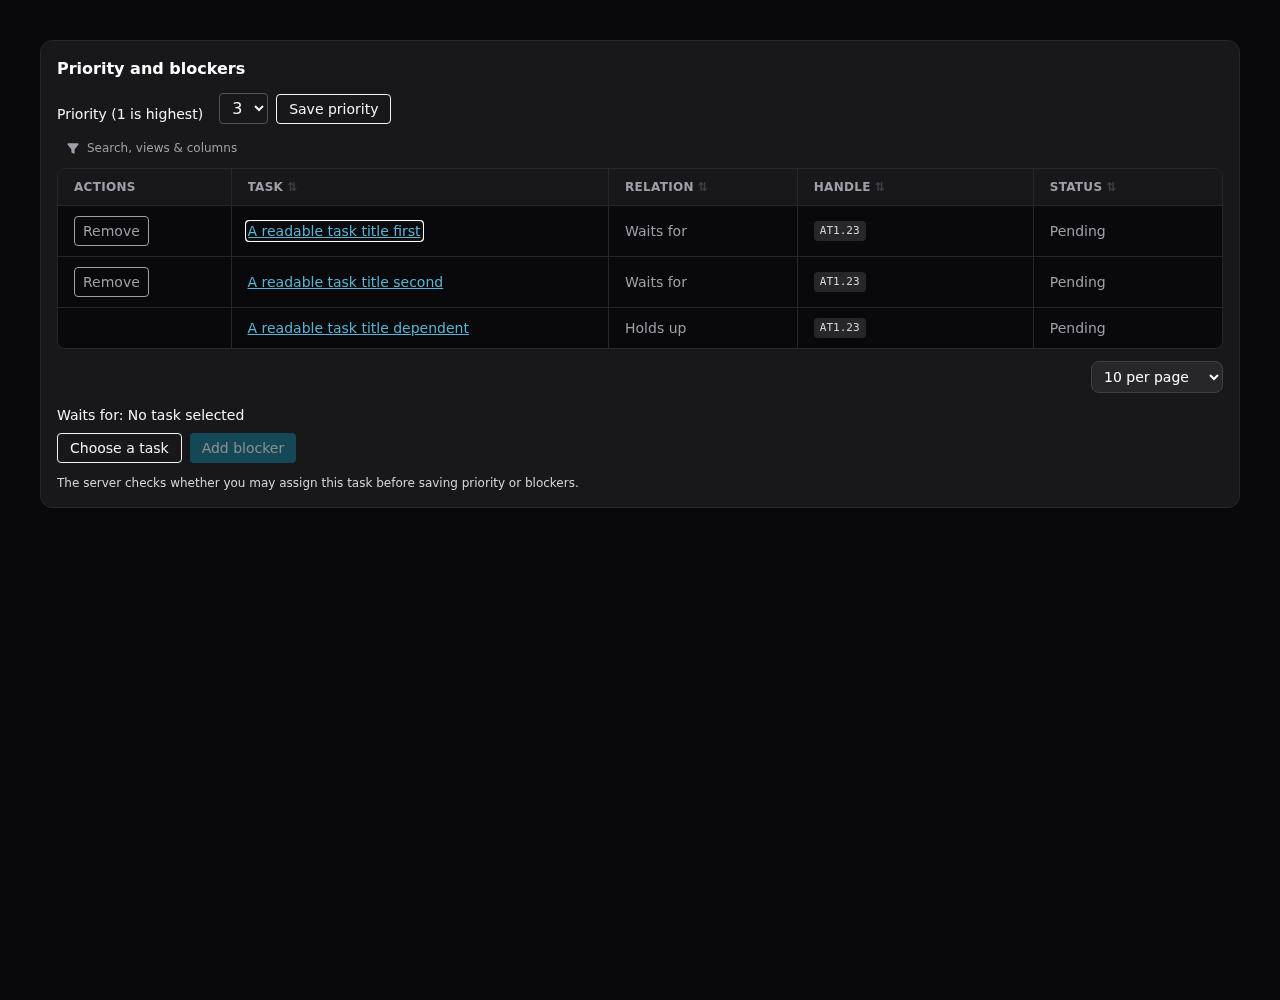 Priority and blockers
Priority (1 is highest) 3 Save priority
Search, views & columns
ACTIONS TASK ⇅ RELATION ⇅ HANDLE ⇅ STATUS ⇅
Remove A readable task title first Waits for AT1.23 Pending
Remove A readable task title second Waits for AT1.23 Pending
A readable task title dependent Holds up AT1.23 Pending
10 per page
Waits for: No task selected
Choose a task Add blocker
The server checks whether you may assign this task before saving priority or blockers.